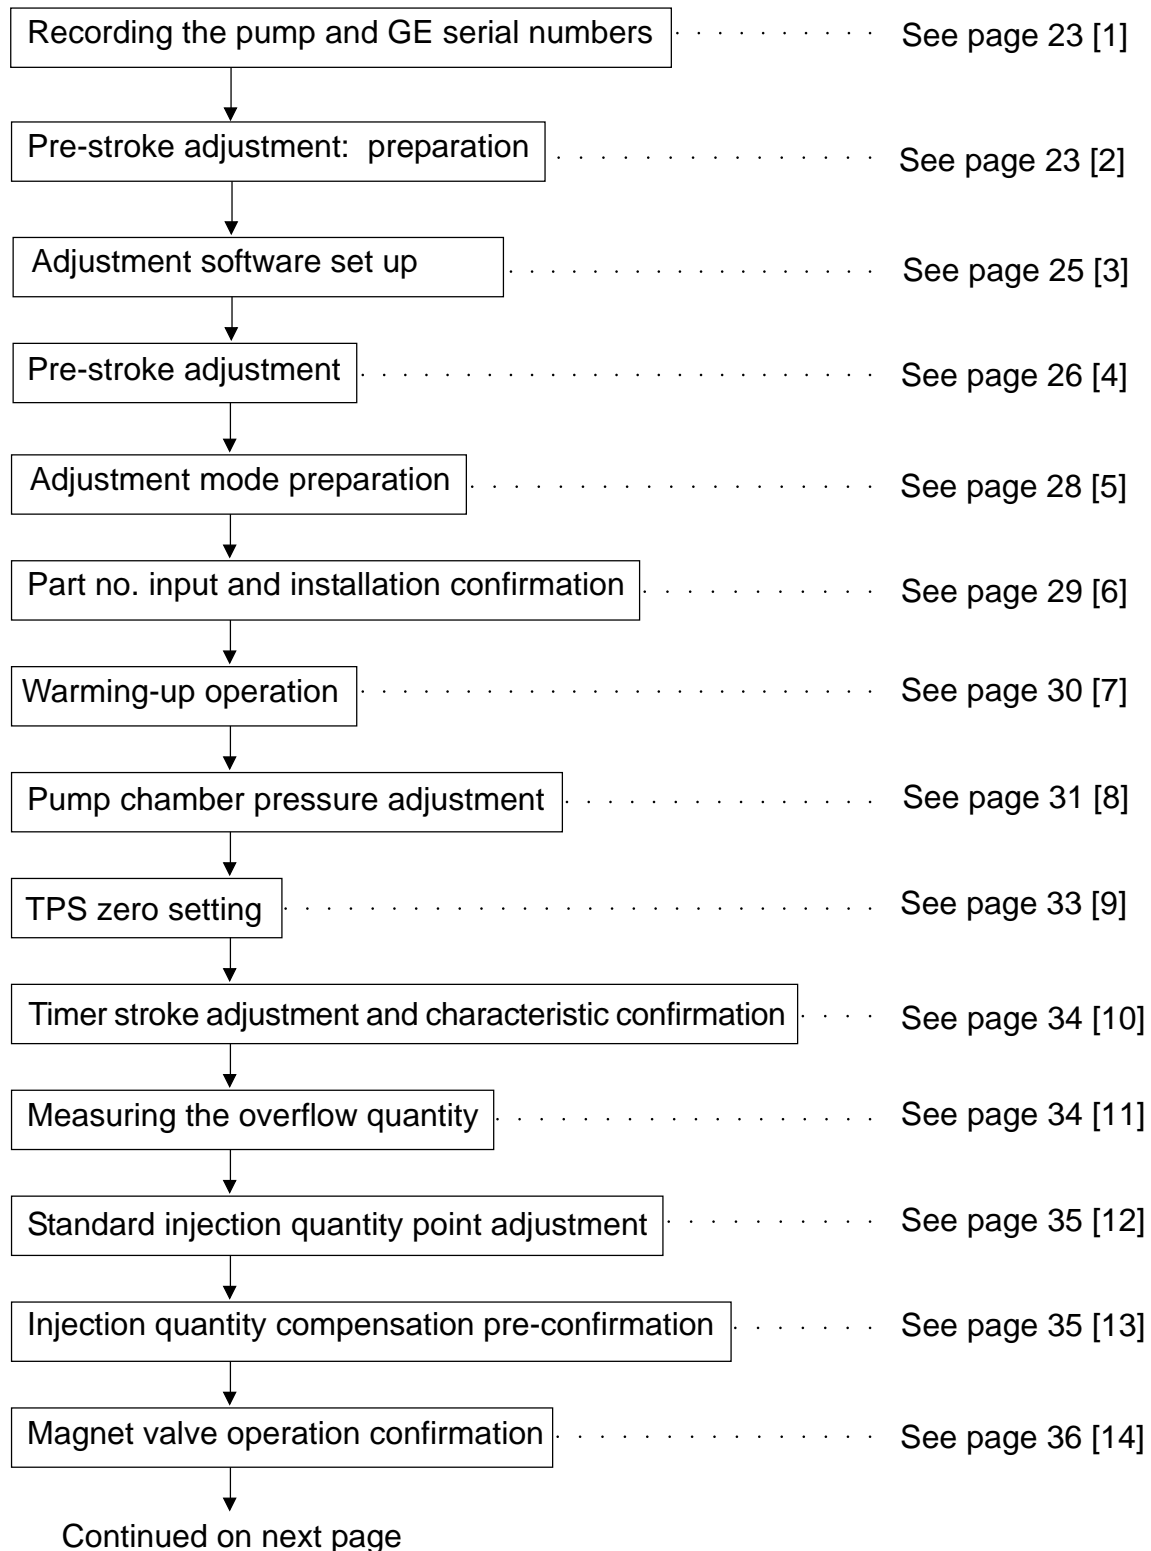 Recording the pump and GE serial numbers · · · · · · · · · · See page 23 [1]
Pre-stroke adjustment: preparation · · · · · · · · · · · · · · · See page 23 [2]
Adjustment software set up · · · · · · · · · · · · · · · · · · See page 25 [3]
Pre-stroke adjustment · · · · · · · · · · · · · · · · · · · · · · · See page 26 [4]
Adjustment mode preparation · · · · · · · · · · · · · · · · · · · See page 28 [5]
Part no. input and installation confirmation · · · · · · · · · · · See page 29 [6]
Warming-up operation · · · · · · · · · · · · · · · · · · · · · · · See page 30 [7]
Pump chamber pressure adjustment · · · · · · · · · · · · · · · See page 31 [8]
TPS zero setting · · · · · · · · · · · · · · · · · · · · · · · · · · See page 33 [9]
Timer stroke adjustment and characteristic confirmation · · · · See page 34 [10]
Measuring the overflow quantity · · · · · · · · · · · · · · · · · See page 34 [11]
Standard injection quantity point adjustment · · · · · · · · · · See page 35 [12]
Injection quantity compensation pre-confirmation · · · · · · · See page 35 [13]
Magnet valve operation confirmation · · · · · · · · · · · · · · · See page 36 [14]
Continued on next page